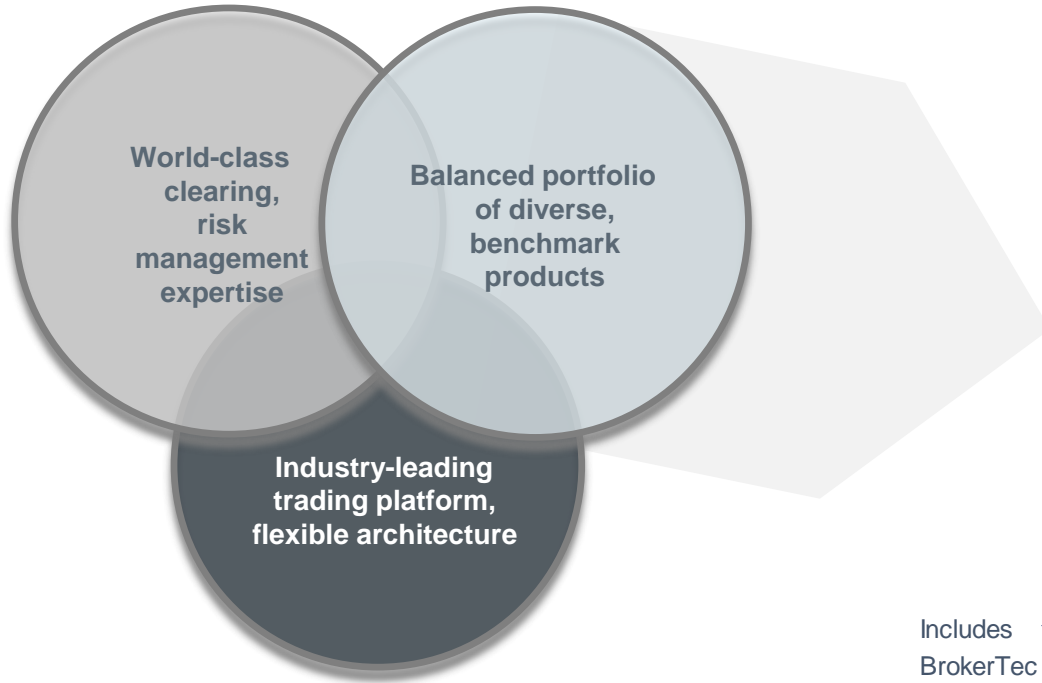 World-class
clearing,
risk
management
expertise
Balanced portfolio
of diverse,
benchmark
products
Industry-leading
trading platform,
flexible architecture
Includes
BrokerTec